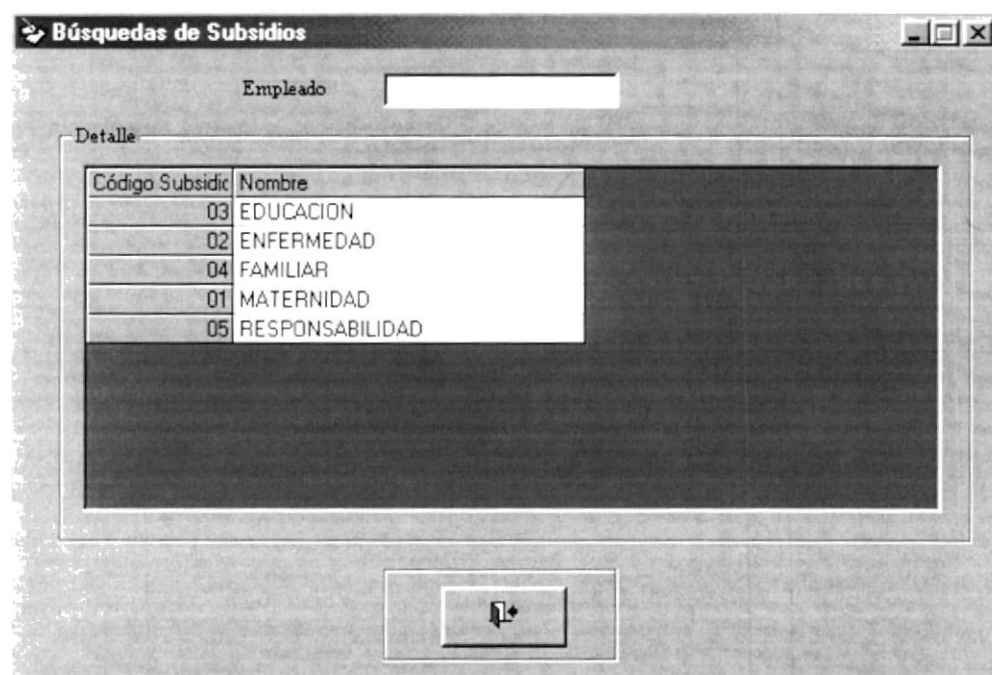 Búsquedas de Subsidios
Empleado
Detalle
Código Subsidic Nombre
03 EDUCACION
02 ENFERMEDAD
04 FAMILIAR
01 MATERNIDAD
05 RESPONSABILIDAD